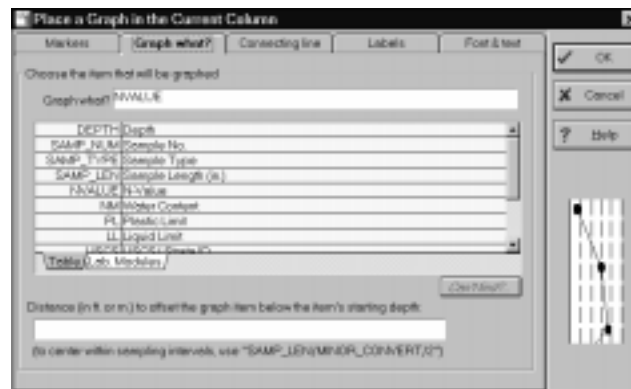 Place a Graph in the Current Column
Markers
Graph what?
Connecting line
Labels
Font & text
Choose the item that will be graphed
Graph what? NVALUE
DEPTH Depth
SAMP_NUM Sample No.
SAMP_TYPE Sample Type
SAMP_LEN Sample Length (in.)
NVALUE N-Value
NM Water Content
PL Plastic Limit
LL Liquid Limit
USCS USCS
Table Lab. Modules
Distance (in ft. or m.) to offset the graph item below the item's starting depth:
(to center within sampling intervals, use "SAMP_LEN/MINOR_CONVERT/2")
OK
Cancel
Help